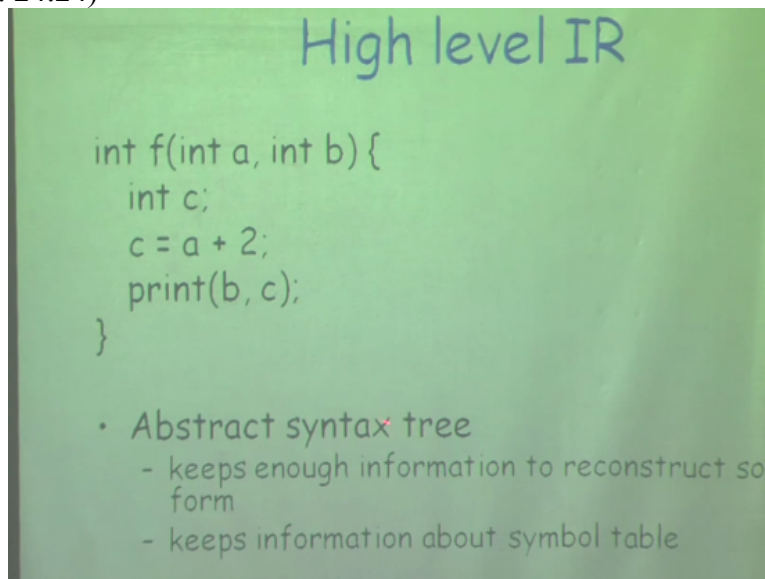 High level IR
int f(int a, int b) {
int c;
c = a + 2;
print(b, c);
}
• Abstract syntax tree
- keeps enough information to reconstruct so
form
- keeps information about symbol table